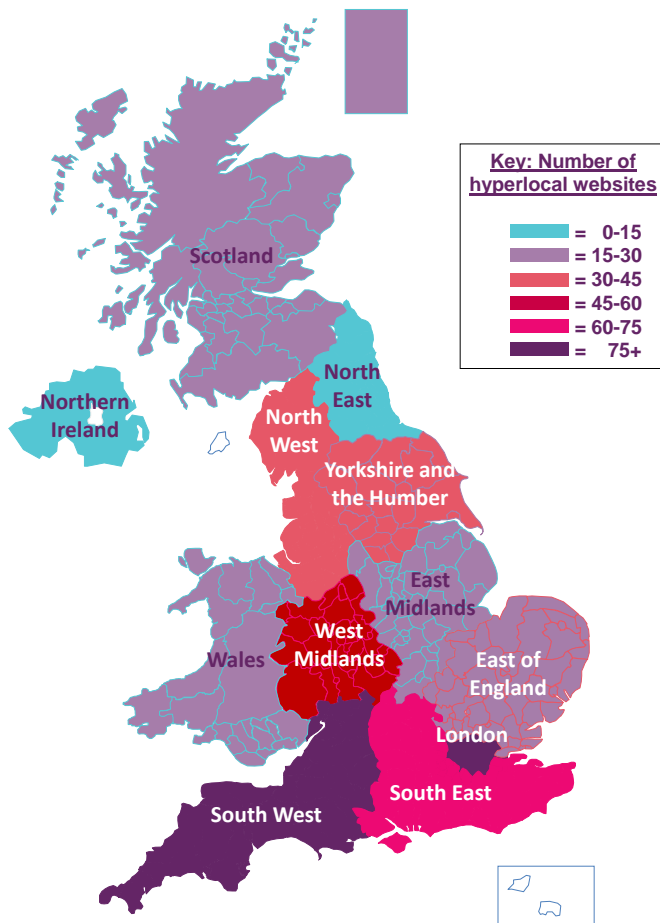 Key: Number of
hyperlocal websites
= 0-15
= 15-30
= 30-45
= 45-60
= 60-75
= 75+
Scotland
North
East
Northern
Ireland
North
West
Yorkshire and
the Humber
East
Midlands
West
Midlands
Wales
East of
England
London
South East
South West